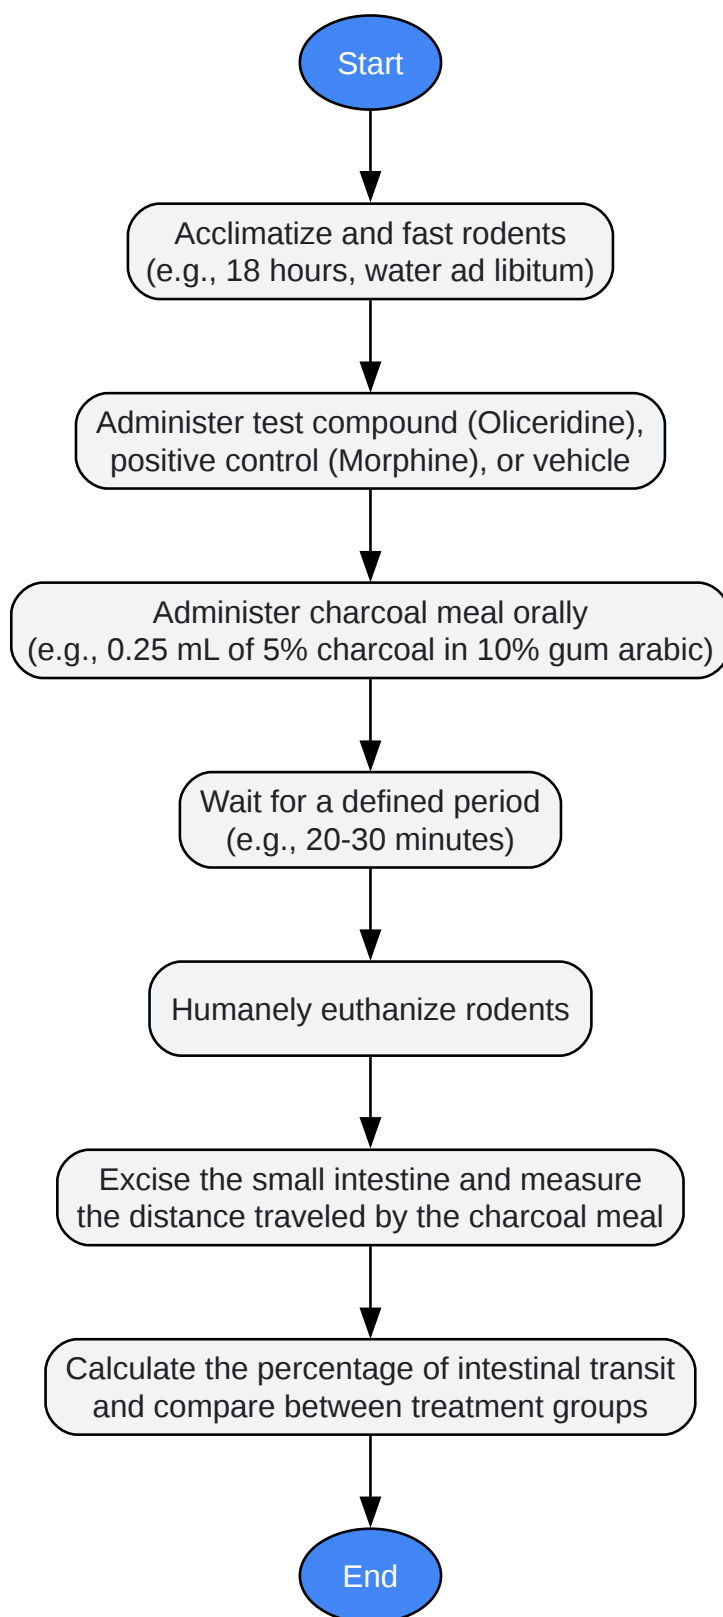 Start
Acclimatize and fast rodents
(e.g., 18 hours, water ad libitum)
Administer test compound (Oliceridine),
positive control (Morphine), or vehicle
Administer charcoal meal orally
(e.g., 0.25 mL of 5% charcoal in 10% gum arabic)
Wait for a defined period
(e.g., 20-30 minutes)
Humanely euthanize rodents
Excise the small intestine and measure
the distance traveled by the charcoal meal
Calculate the percentage of intestinal transit
and compare between treatment groups
End